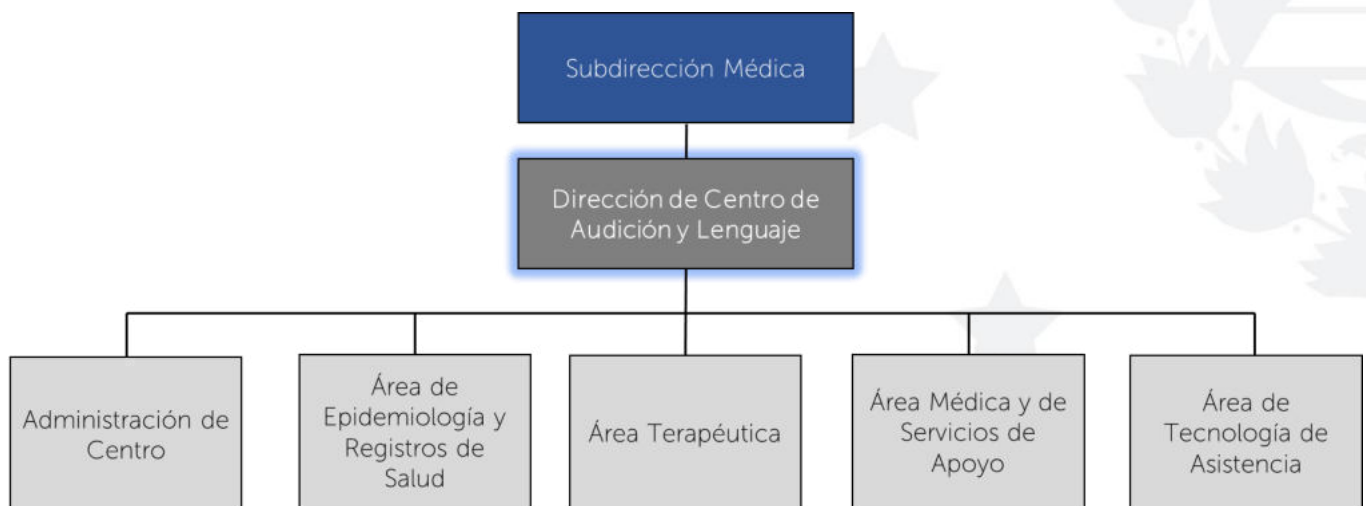 Subdirección Médica
Dirección de Centro de
Audición y Lenguaje
Administración de
Centro
Área de
Epidemiología y
Registros de
Salud
Área Terapéutica
Área Médica y de
Servicios de
Apoyo
Área de
Tecnología de
Asistencia